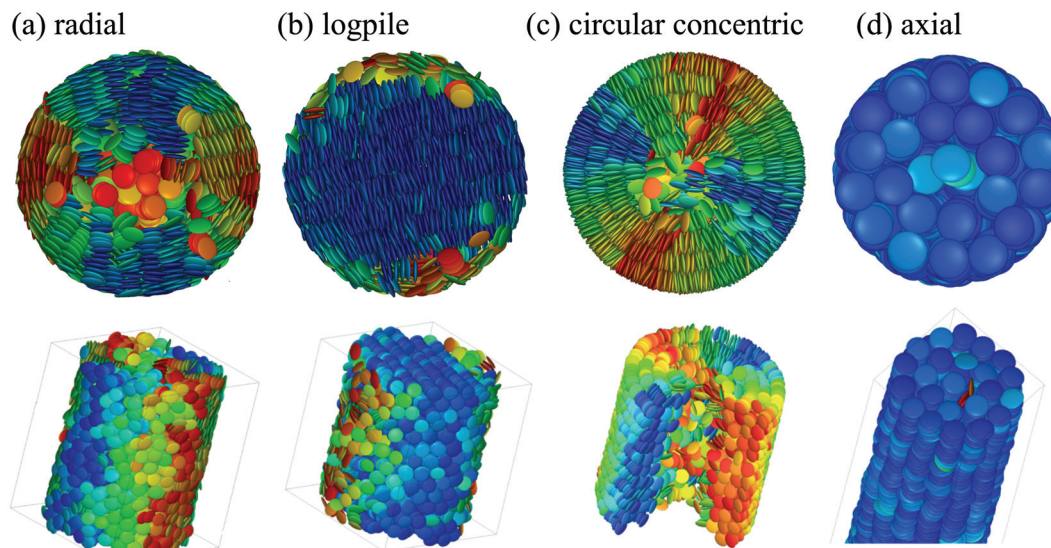 (a) radial
(b) logpile
(c) circular concentric
(d) axial